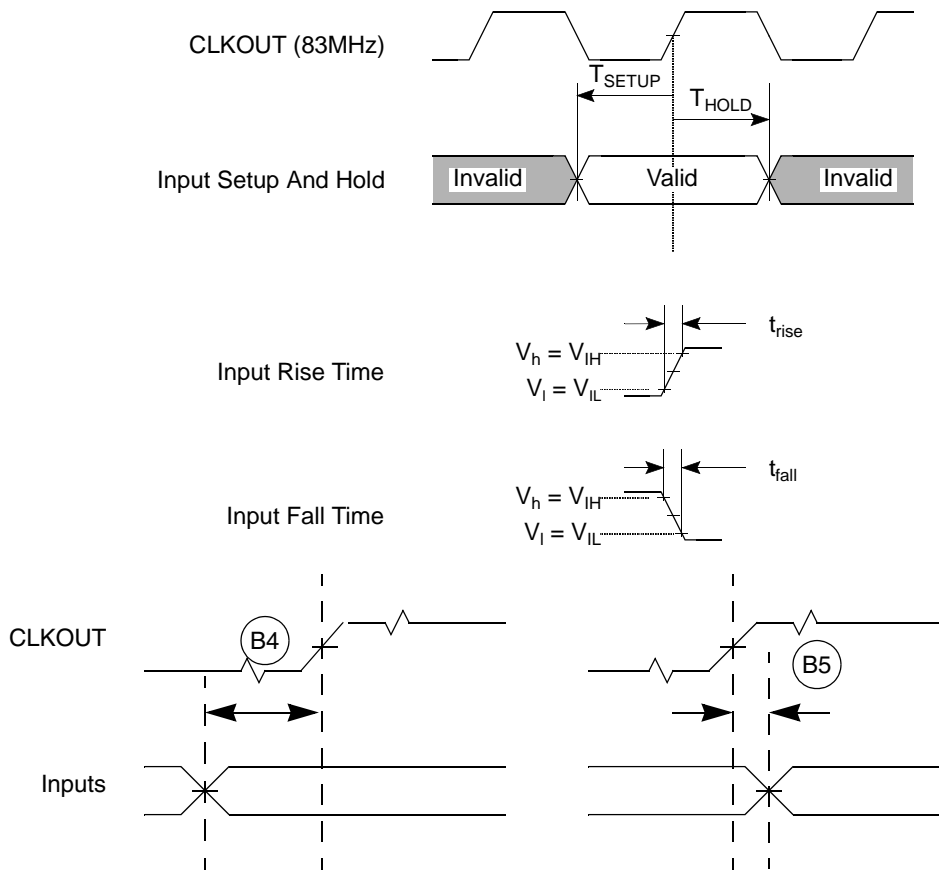 CLKOUT (83MHz)
TSETUP
THOLD
Input Setup And Hold
Invalid
Valid
Invalid
trise
Vh = VIH
Input Rise Time
Vl = VIL
tfall
Vh = VIH
Input Fall Time
Vl = VIL
CLKOUT
B4
B5
Inputs